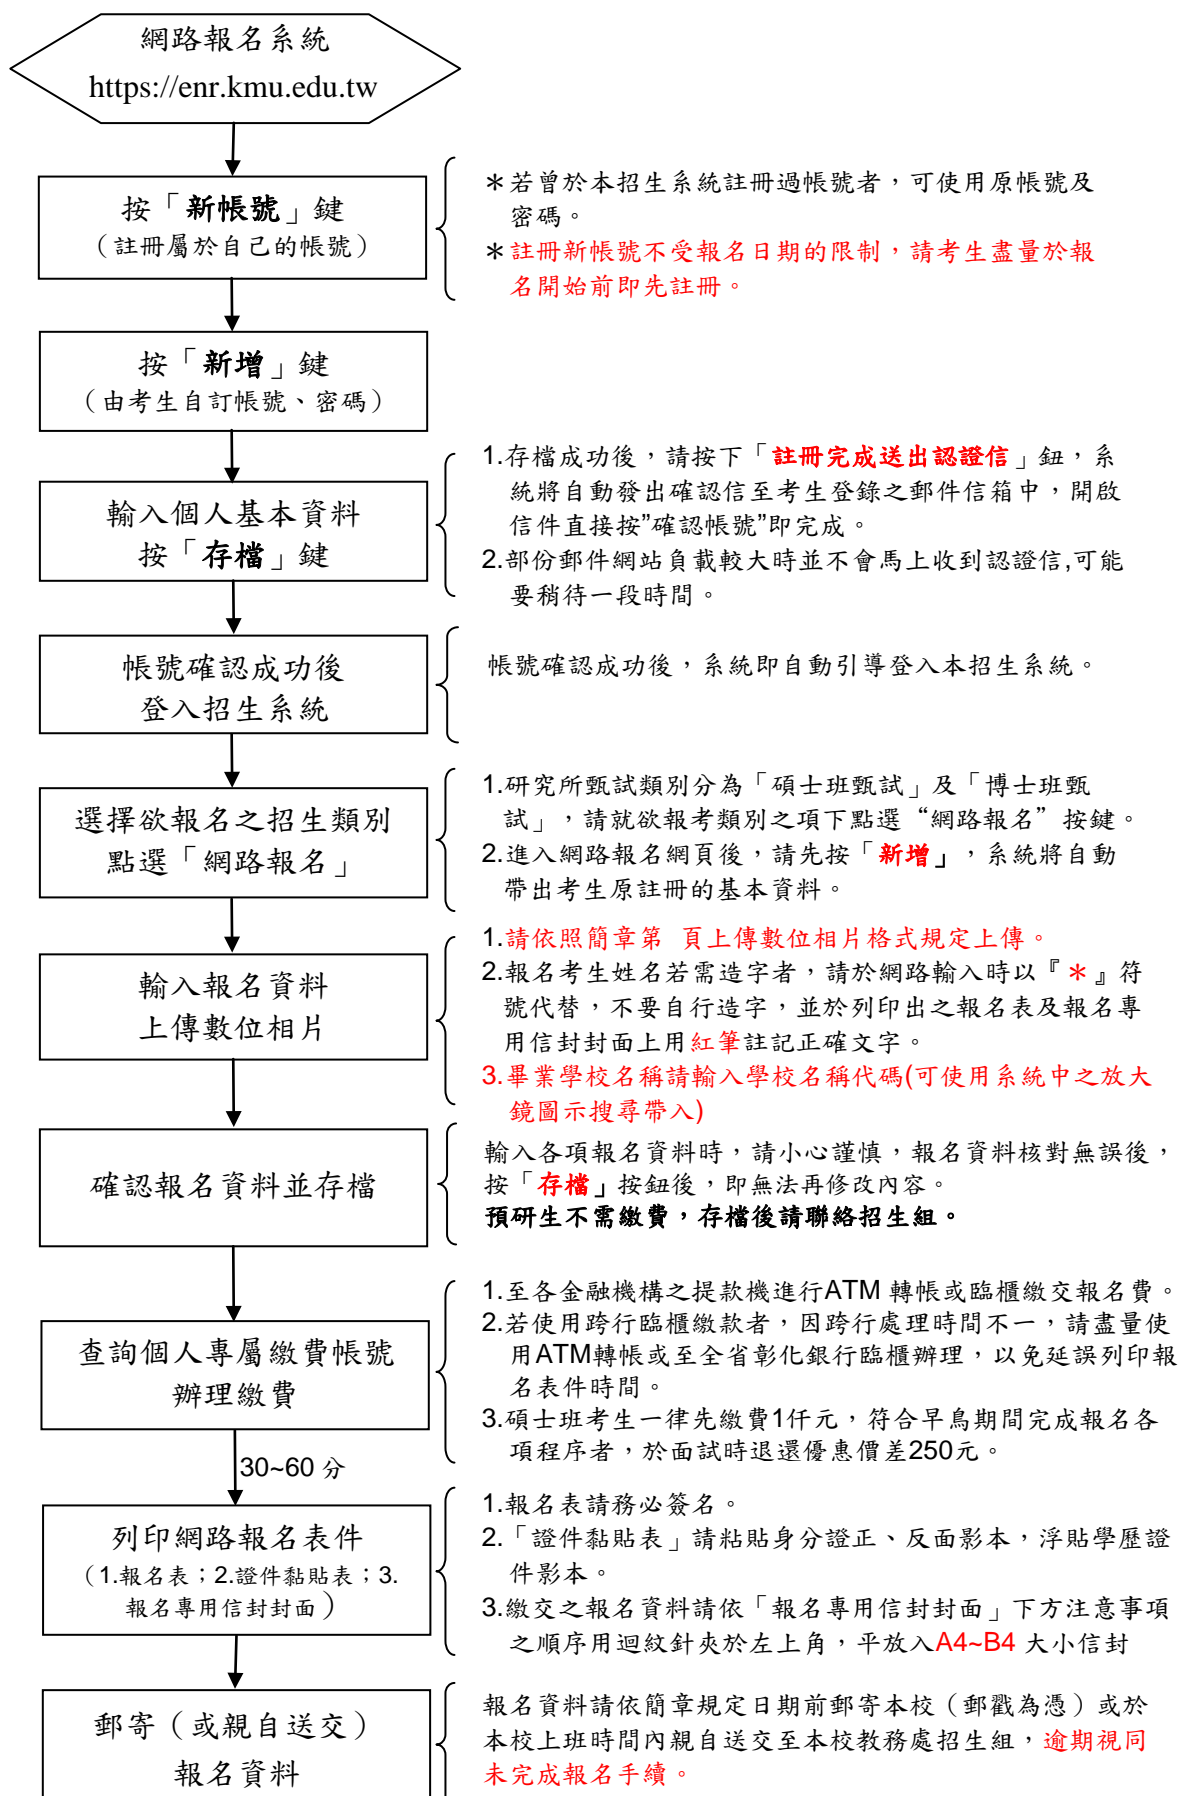 網路報名系統
https://enr.kmu.edu.tw
按「新帳號」鍵
（註冊屬於自己的帳號）
＊若曾於本招生系統註冊過帳號者，可使用原帳號及
密碼。
＊註冊新帳號不受報名日期的限制，請考生盡量於報
名開始前即先註冊。
按「新增」鍵
（由考生自訂帳號、密碼）
輸入個人基本資料
按「存檔」鍵
1.存檔成功後，請按下「註冊完成送出認證信」鈕，系
統將自動發出確認信至考生登錄之郵件信箱中，開啟
信件直接按”確認帳號”即完成。
2.部份郵件網站負載較大時並不會馬上收到認證信,可能
要稍待一段時間。
帳號確認成功後
登入招生系統
帳號確認成功後，系統即自動引導登入本招生系統。
選擇欲報名之招生類別
點選「網路報名」
1.研究所甄試類別分為「碩士班甄試」及「博士班甄
試」，請就欲報考類別之項下點選“網路報名”按鍵。
2.進入網路報名網頁後，請先按「新增」，系統將自動
帶出考生原註冊的基本資料。
輸入報名資料
上傳數位相片
1.請依照簡章第 頁上傳數位相片格式規定上傳。
2.報名考生姓名若需造字者，請於網路輸入時以『＊』符
號代替，不要自行造字，並於列印出之報名表及報名專
用信封封面上用紅筆註記正確文字。
3.畢業學校名稱請輸入學校名稱代碼(可使用系統中之放大
鏡圖示搜尋帶入)
確認報名資料並存檔
輸入各項報名資料時，請小心謹慎，報名資料核對無誤後，
按「存檔」按鈕後，即無法再修改內容。
預研生不需繳費，存檔後請聯絡招生組。
查詢個人專屬繳費帳號
辦理繳費
1.至各金融機構之提款機進行ATM 轉帳或臨櫃繳交報名費。
2.若使用跨行臨櫃繳款者，因跨行處理時間不一，請盡量使
用ATM轉帳或至全省彰化銀行臨櫃辦理，以免延誤列印報
名表件時間。
3.碩士班考生一律先繳費1仟元，符合早鳥期間完成報名各
項程序者，於面試時退還優惠價差250元。
30~60 分
列印網路報名表件
（1.報名表；2.證件黏貼表；3.
報名專用信封封面）
1.報名表請務必簽名。
2.「證件黏貼表」請粘貼身分證正、反面影本，浮貼學歷證
件影本。
3.繳交之報名資料請依「報名專用信封封面」下方注意事項
之順序用迴紋針夾於左上角，平放入A4~B4 大小信封
郵寄（或親自送交）
報名資料
報名資料請依簡章規定日期前郵寄本校（郵戳為憑）或於
本校上班時間內親自送交至本校教務處招生組，逾期視同
未完成報名手續。